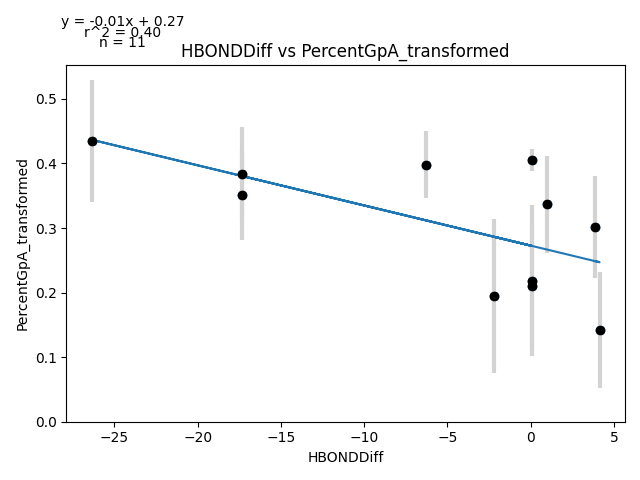 y = -0.01x + 0.27
r^2 = 0.40
n = 11
HBONDDiff vs PercentGpA_transformed
PercentGpA_transformed
0.5
0.4
0.3
0.2
0.1
0.0
−25 −20 −15 −10 −5 0 5
HBONDDiff